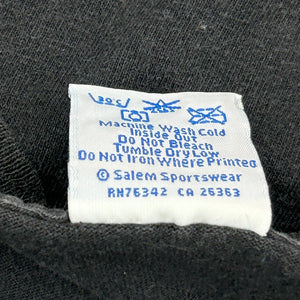 30C
Machine Wash Cold
Inside Out
Do Not Bleach
Tumble Dry Low
Do Not Iron Where Printed
© Salem Sportswear
RN76342 CA 26363